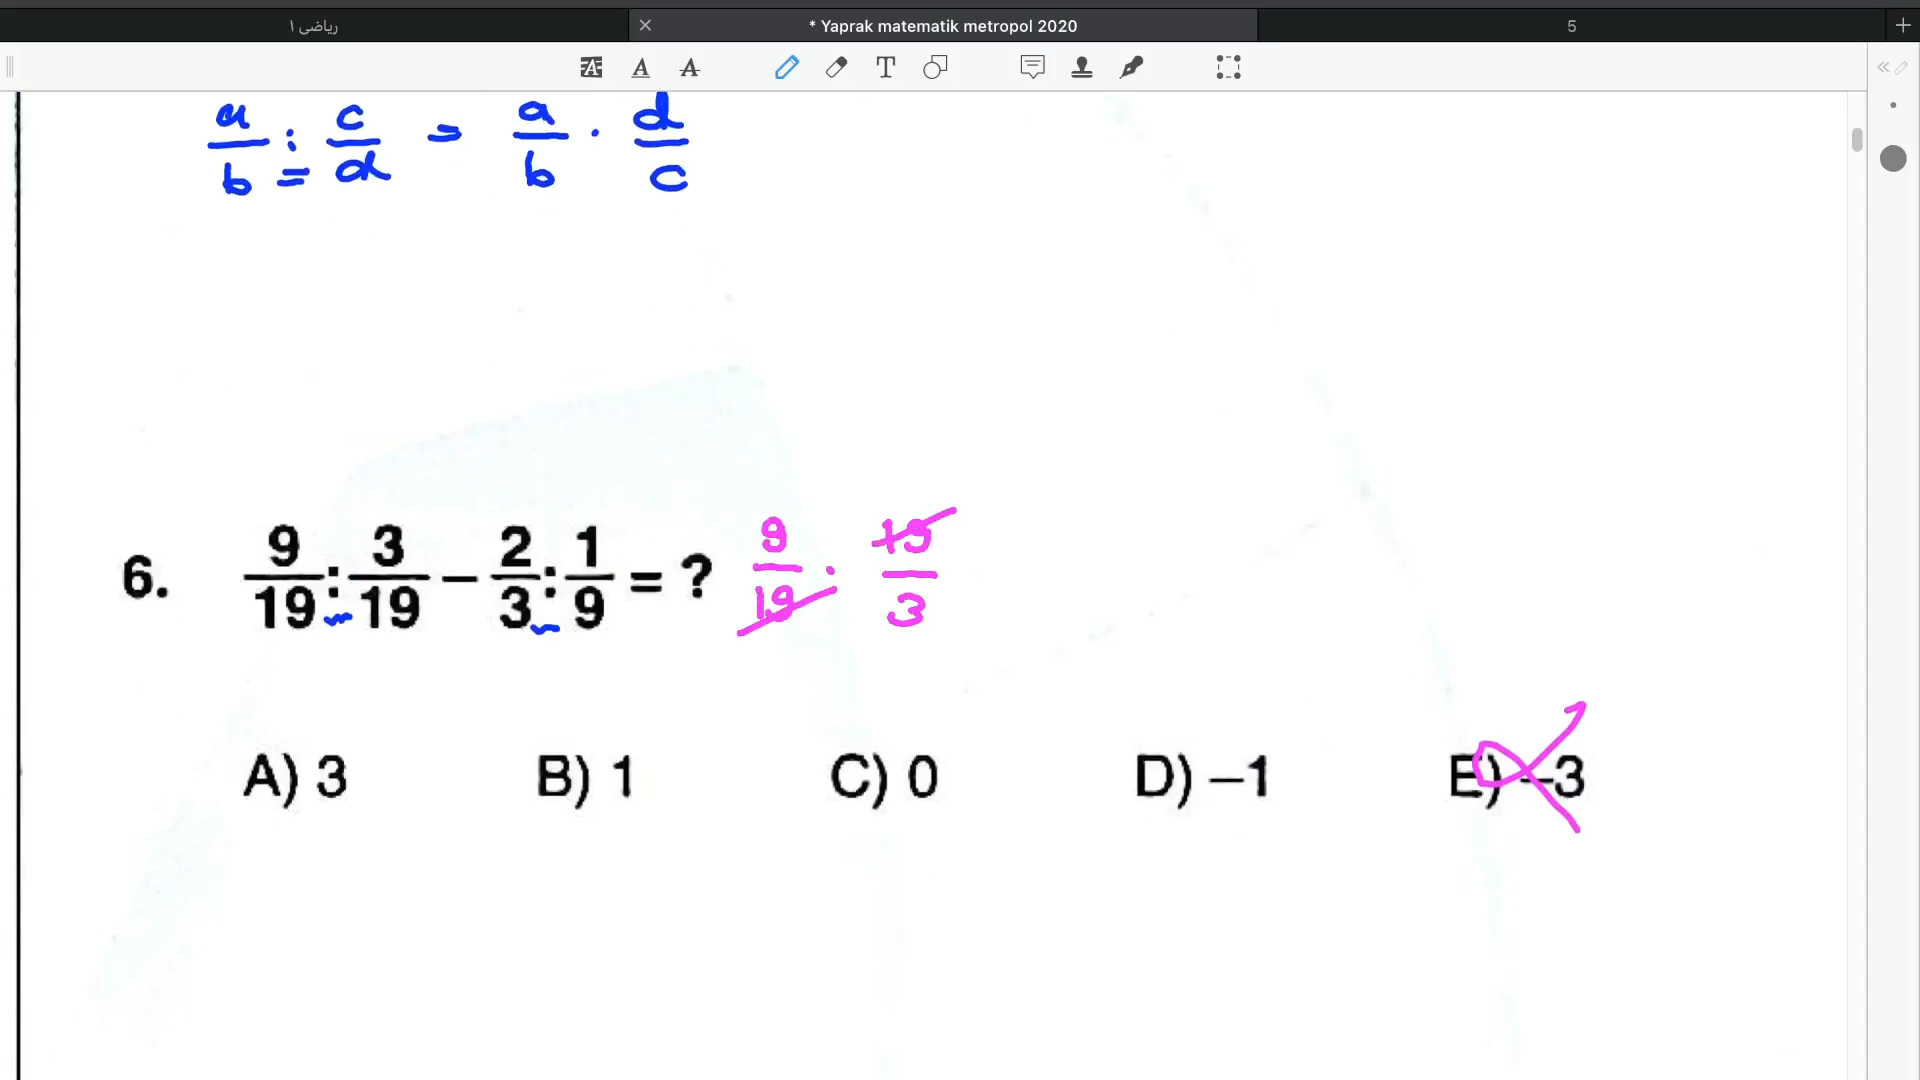 ریاضی ۱
* Yaprak matematik metropol 2020
5
a/b : c/d = a/b · d/c
6. 9/19 : 3/19 − 2/3 : 1/9 = ? 9/19 · 19/3
A) 3 B) 1 C) 0 D) –1 E) –3